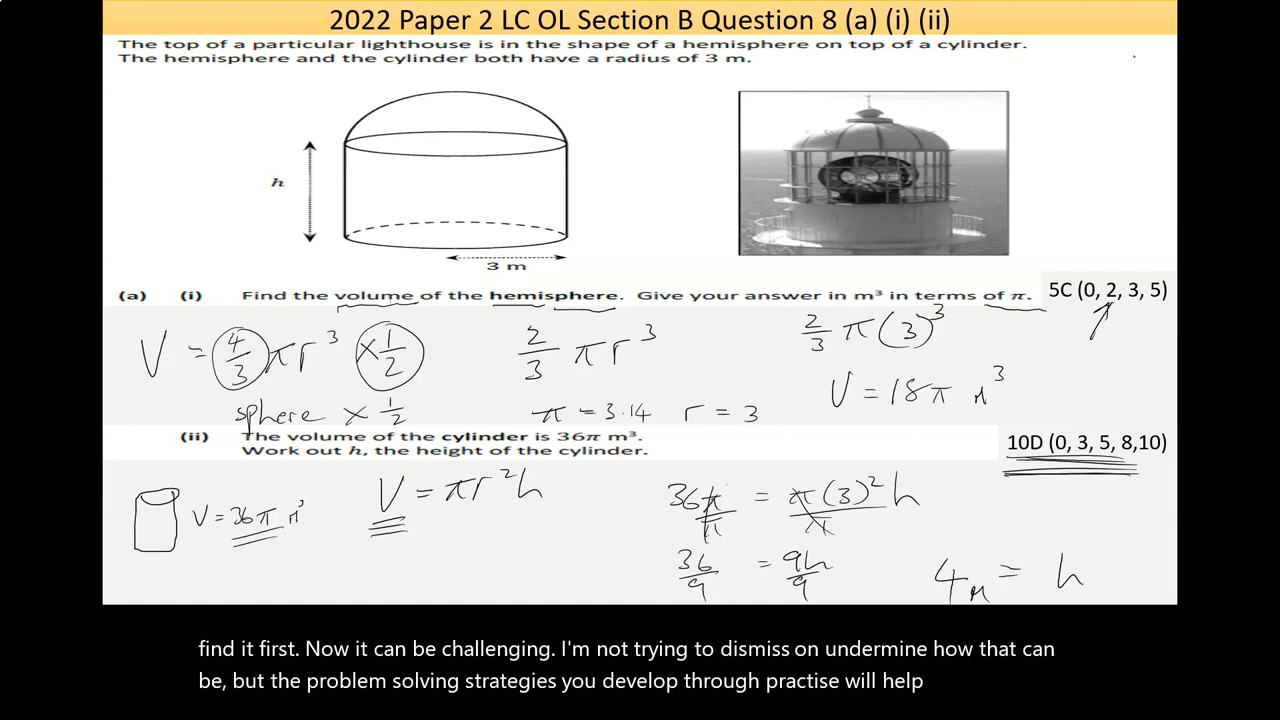 2022 Paper 2 LC OL Section B Question 8 (a) (i) (ii)
The top of a particular lighthouse is in the shape of a hemisphere on top of a cylinder.
The hemisphere and the cylinder both have a radius of 3 m.
h
3 m
(a) (i) Find the volume of the hemisphere. Give your answer in m³ in terms of π.
5C (0, 2, 3, 5)
V = 4/3 πr³ × 1/2
2/3 πr³
2/3 π(3)³
sphere × 1/2
π = 3.14 r = 3
V = 18π m³
(ii) The volume of the cylinder is 36π m³.
Work out h, the height of the cylinder.
10D (0, 3, 5, 8,10)
V = 36π m³
V = πr²h
36π/π = π(3)²h/π
36/9 = 9h/9
4m = h
find it first. Now it can be challenging. I'm not trying to dismiss on undermine how that can
be, but the problem solving strategies you develop through practise will help